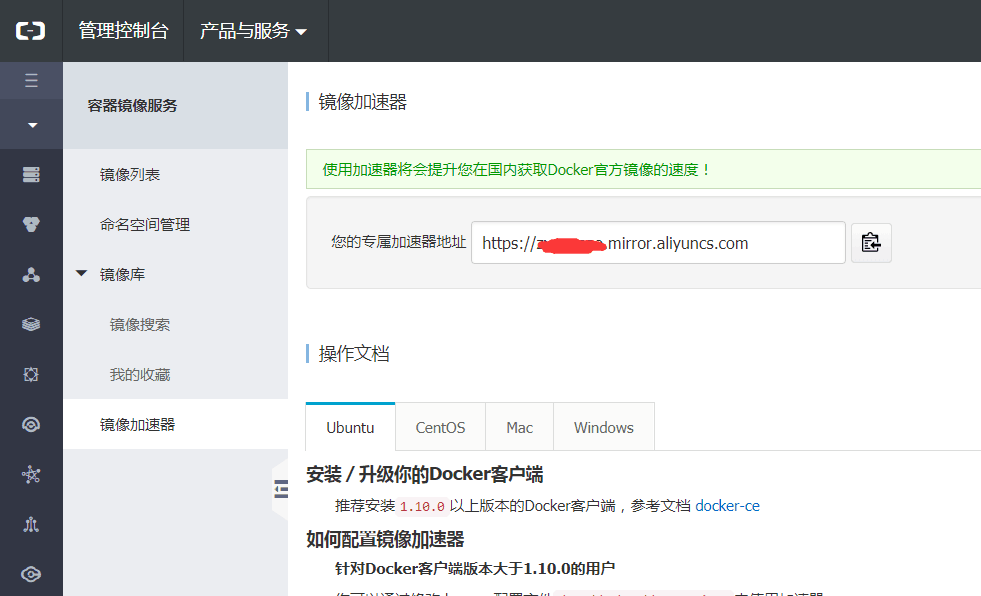 管理控制台 产品与服务
容器镜像服务
镜像列表
命名空间管理
镜像库
镜像搜索
我的收藏
镜像加速器
镜像加速器
使用加速器将会提升您在国内获取Docker官方镜像的速度！
您的专属加速器地址 https:// .mirror.aliyuncs.com
操作文档
Ubuntu CentOS Mac Windows
安装 / 升级你的Docker客户端
推荐安装 1.10.0 以上版本的Docker客户端，参考文档 docker-ce
如何配置镜像加速器
针对Docker客户端版本大于1.10.0的用户